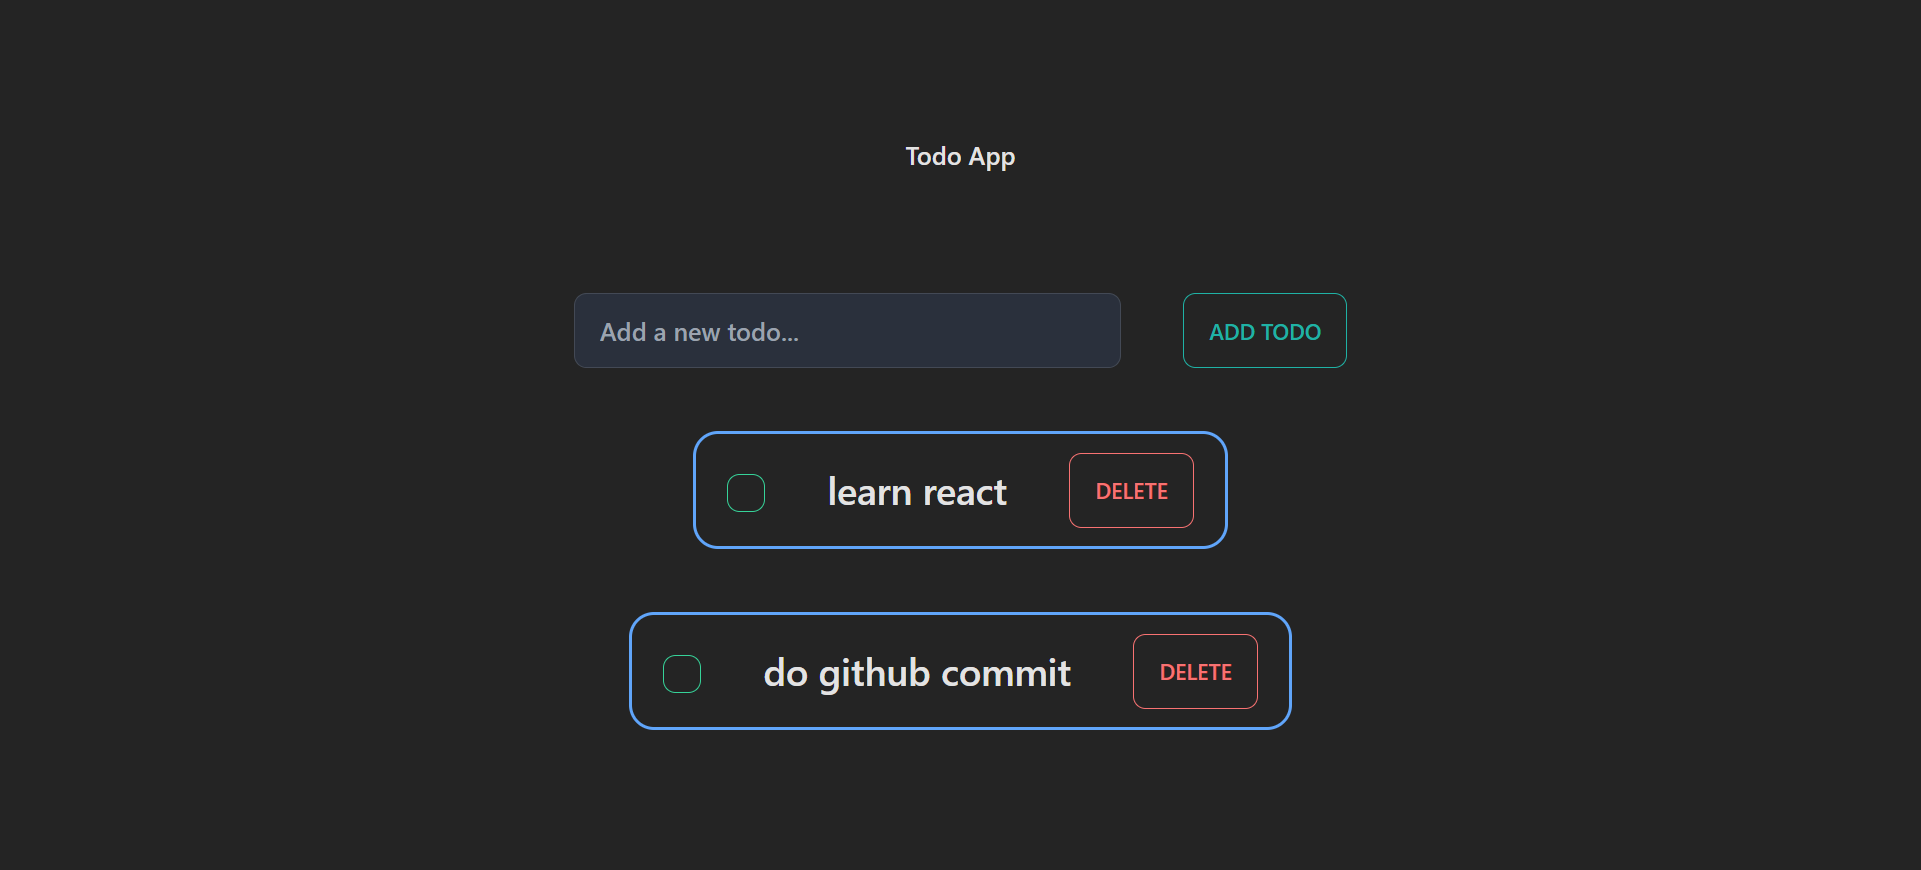 Todo App
Add a new todo...
ADD TODO
learn react
DELETE
do github commit
DELETE